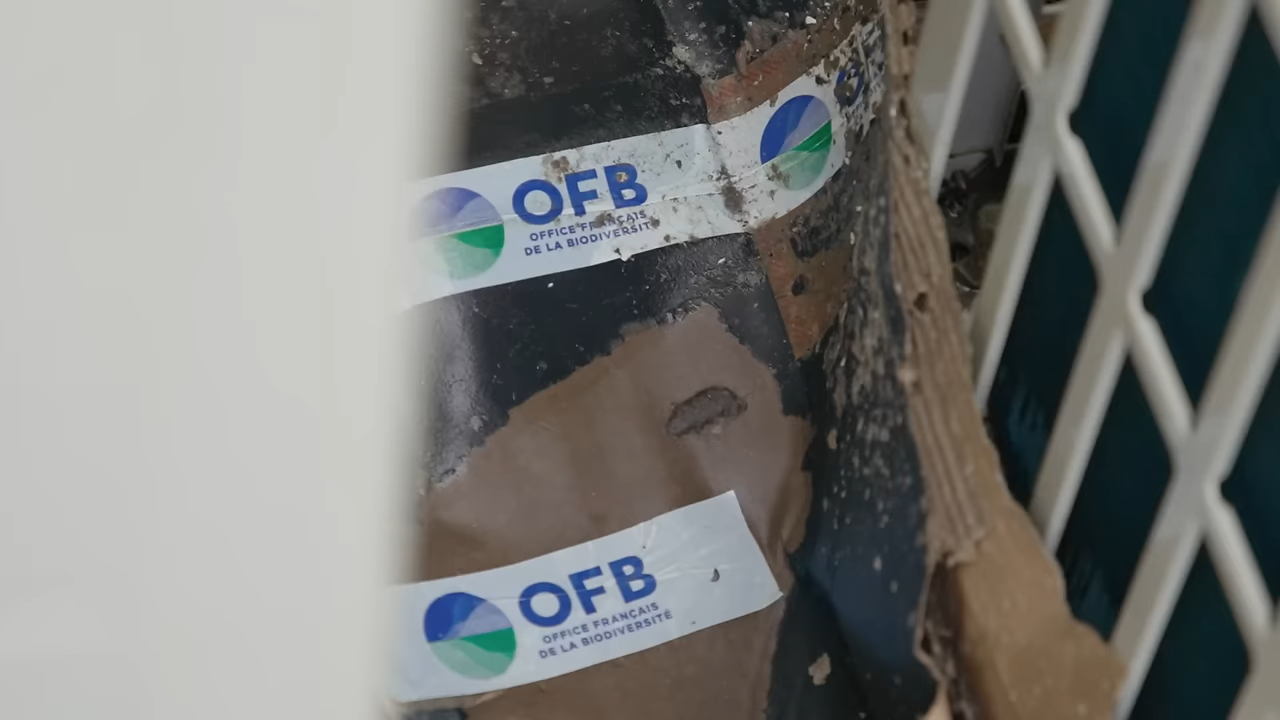 OFB
OFFICE FRANÇAIS
DE LA BIODIVERSITÉ
OFB
OFFICE FRANÇAIS
DE LA BIODIVERSITÉ